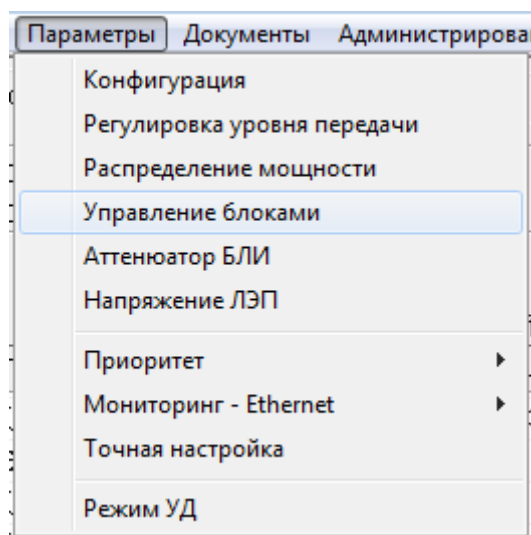 Параметры Документы Администрирова
Конфигурация
Регулировка уровня передачи
Распределение мощности
Управление блоками
Аттенюатор БЛИ
Напряжение ЛЭП
Приоритет
Мониторинг - Ethernet
Точная настройка
Режим УД